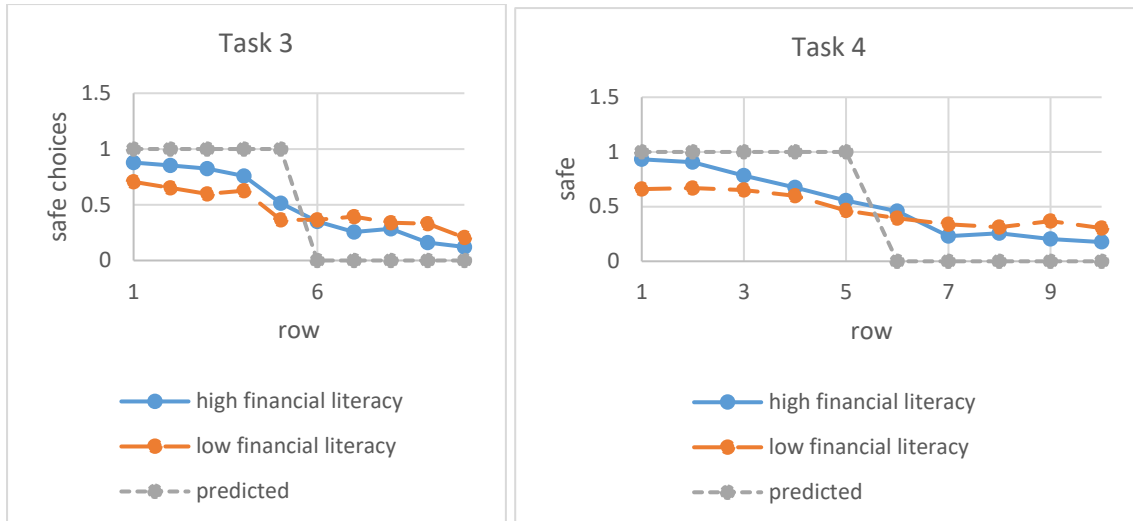 Task 3
1.5
1
0.5
0
safe choices
1 6
row
high financial literacy
low financial literacy
predicted
Task 4
1.5
1
0.5
0
safe
1 3 5 7 9
row
high financial literacy
low financial literacy
predicted